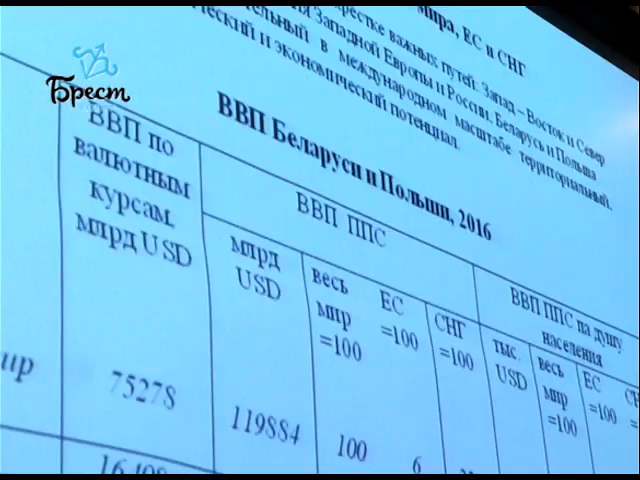 Брест
мира, ЕС и СНГ
важных путей: Запад – Восток и Север
Западной Европы и России. Беларусь и Польша
в международном масштабе территориальный,
и экономический потенциал.
ВВП Беларуси и Польши, 2016
ВВП по
валютным
курсам,
млрд USD
ВВП ППС
ВВП ППС на душу
населения
млрд
USD
весь
мир
=100
ЕС
=100
СНГ
=100
тыс.
USD
весь
мир
=100
ЕС
=100
75278
119884
100
6